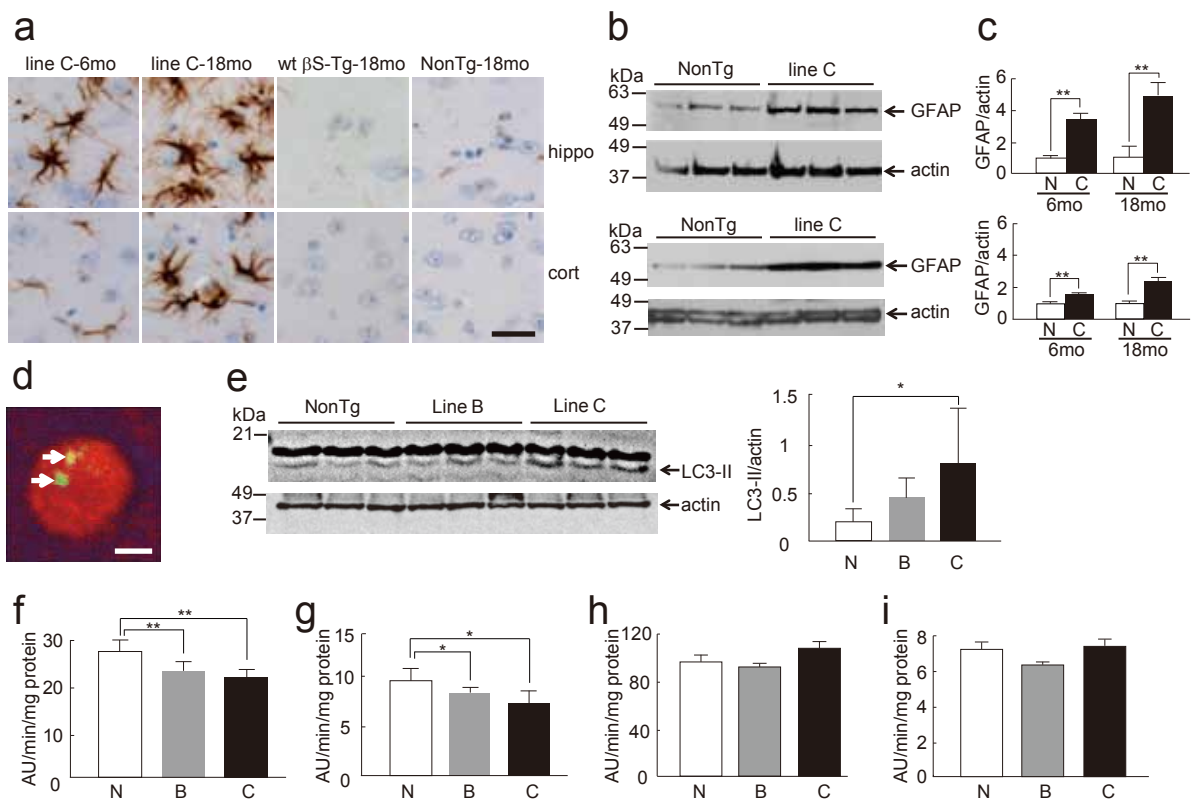 a
line C-6mo line C-18mo wt βS-Tg-18mo NonTg-18mo
hippo
cort
b
kDa NonTg line C
63
49
GFAP
49
37
actin
NonTg line C
63
49
GFAP
49
37
actin
c
GFAP/actin
6
4
2
0
** **
N C N C
6mo 18mo
GFAP/actin
6
4
2
0
** **
N C N C
6mo 18mo
d
e
kDa NonTg Line B Line C
21
LC3-II
49
37
actin
LC3-II/actin
1.5
1
0.5
0
*
N B C
f
AU/min/mg protein
30
20
10
0
**
**
N B C
g
AU/min/mg protein
15
10
5
0
*
*
N B C
h
AU/min/mg protein
120
80
40
0
N B C
i
AU/min/mg protein
8
6
4
2
0
N B C